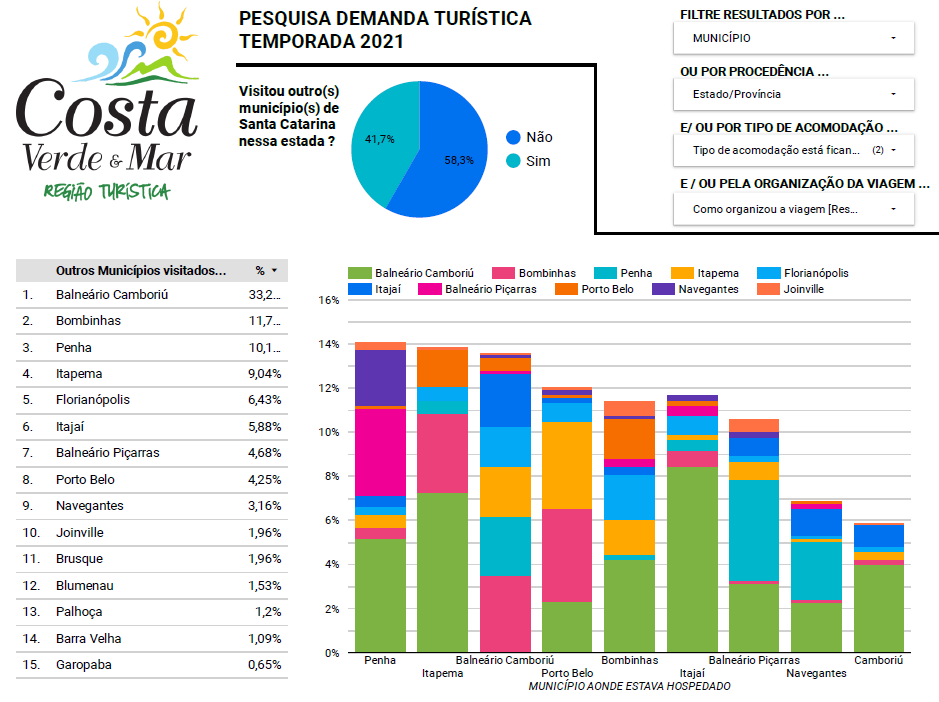 Costa
Verde & Mar
REGIÃO TURÍSTICA
PESQUISA DEMANDA TURÍSTICA
TEMPORADA 2021
Visitou outro(s)
município(s) de
Santa Catarina
nessa estada ?
41,7%
58,3%
Não
Sim
FILTRE RESULTADOS POR ...
MUNICÍPIO
OU POR PROCEDÊNCIA ...
Estado/Província
E/ OU POR TIPO DE ACOMODAÇÃO ...
Tipo de acomodação está fican... (2)
E / OU PELA ORGANIZAÇÃO DA VIAGEM ...
Como organizou a viagem [Res...
Outros Municípios visitados... %
1. Balneário Camboriú 33,2...
2. Bombinhas 11,7...
3. Penha 10,1...
4. Itapema 9,04%
5. Florianópolis 6,43%
6. Itajaí 5,88%
7. Balneário Piçarras 4,68%
8. Porto Belo 4,25%
9. Navegantes 3,16%
10. Joinville 1,96%
11. Brusque 1,96%
12. Blumenau 1,53%
13. Palhoça 1,2%
14. Barra Velha 1,09%
15. Garopaba 0,65%
Balneário Camboriú Bombinhas Penha Itapema Florianópolis
Itajaí Balneário Piçarras Porto Belo Navegantes Joinville
16%
14%
12%
10%
8%
6%
4%
2%
0%
Penha Balneário Camboriú Bombinhas Balneário Piçarras Camboriú
Itapema Porto Belo Itajaí Navegantes
MUNICÍPIO AONDE ESTAVA HOSPEDADO